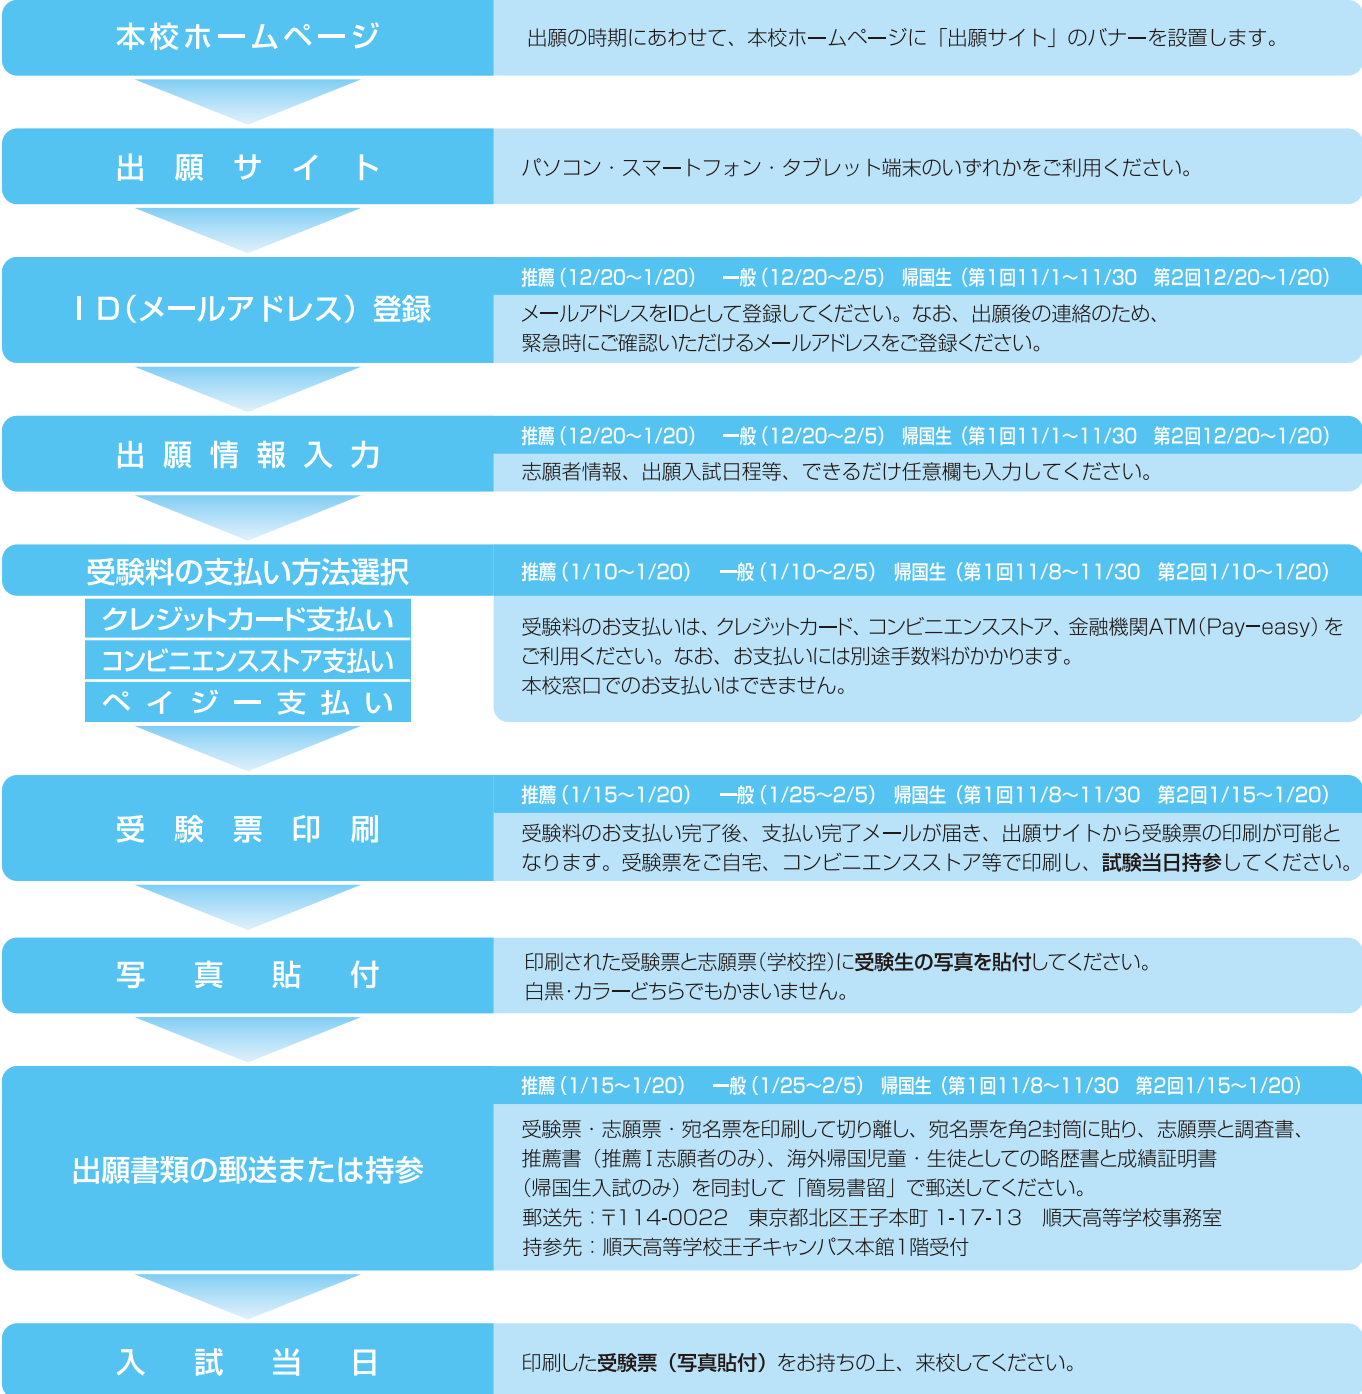 本校ホームページ
出願の時期にあわせて、本校ホームページに「出願サイト」のバナーを設置します。
出願サイト
パソコン・スマートフォン・タブレット端末のいずれかをご利用ください。
ＩＤ（メールアドレス）登録
推薦（12/20～1/20）　一般（12/20～2/5）　帰国生（第1回11/1～11/30　第2回12/20～1/20）
メールアドレスをIDとして登録してください。なお、出願後の連絡のため、
緊急時にご確認いただけるメールアドレスをご登録ください。
出願情報入力
推薦（12/20～1/20）　一般（12/20～2/5）　帰国生（第1回11/1～11/30　第2回12/20～1/20）
志願者情報、出願入試日程等、できるだけ任意欄も入力してください。
受験料の支払い方法選択
推薦（1/10～1/20）　一般（1/10～2/5）　帰国生（第1回11/8～11/30　第2回1/10～1/20）
クレジットカード支払い
コンビニエンスストア支払い
ペイジー支払い
受験料のお支払いは、クレジットカード、コンビニエンスストア、金融機関ATM（Pay-easy）を
ご利用ください。なお、お支払いには別途手数料がかかります。
本校窓口でのお支払いはできません。
受験票印刷
推薦（1/15～1/20）　一般（1/25～2/5）　帰国生（第1回11/8～11/30　第2回1/15～1/20）
受験料のお支払い完了後、支払い完了メールが届き、出願サイトから受験票の印刷が可能と
なります。受験票をご自宅、コンビニエンスストア等で印刷し、試験当日持参してください。
写真貼付
印刷された受験票と志願票（学校控）に受験生の写真を貼付してください。
白黒・カラーどちらでもかまいません。
出願書類の郵送または持参
推薦（1/15～1/20）　一般（1/25～2/5）　帰国生（第1回11/8～11/30　第2回1/15～1/20）
受験票・志願票・宛名票を印刷して切り離し、宛名票を角2封筒に貼り、志願票と調査書、
推薦書（推薦Ⅰ志願者のみ）、海外帰国児童・生徒としての略歴書と成績証明書
（帰国生入試のみ）を同封して「簡易書留」で郵送してください。
郵送先：〒114-0022　東京都北区王子本町 1-17-13　順天高等学校事務室
持参先：順天高等学校王子キャンパス本館1階受付
入試当日
印刷した受験票（写真貼付）をお持ちの上、来校してください。